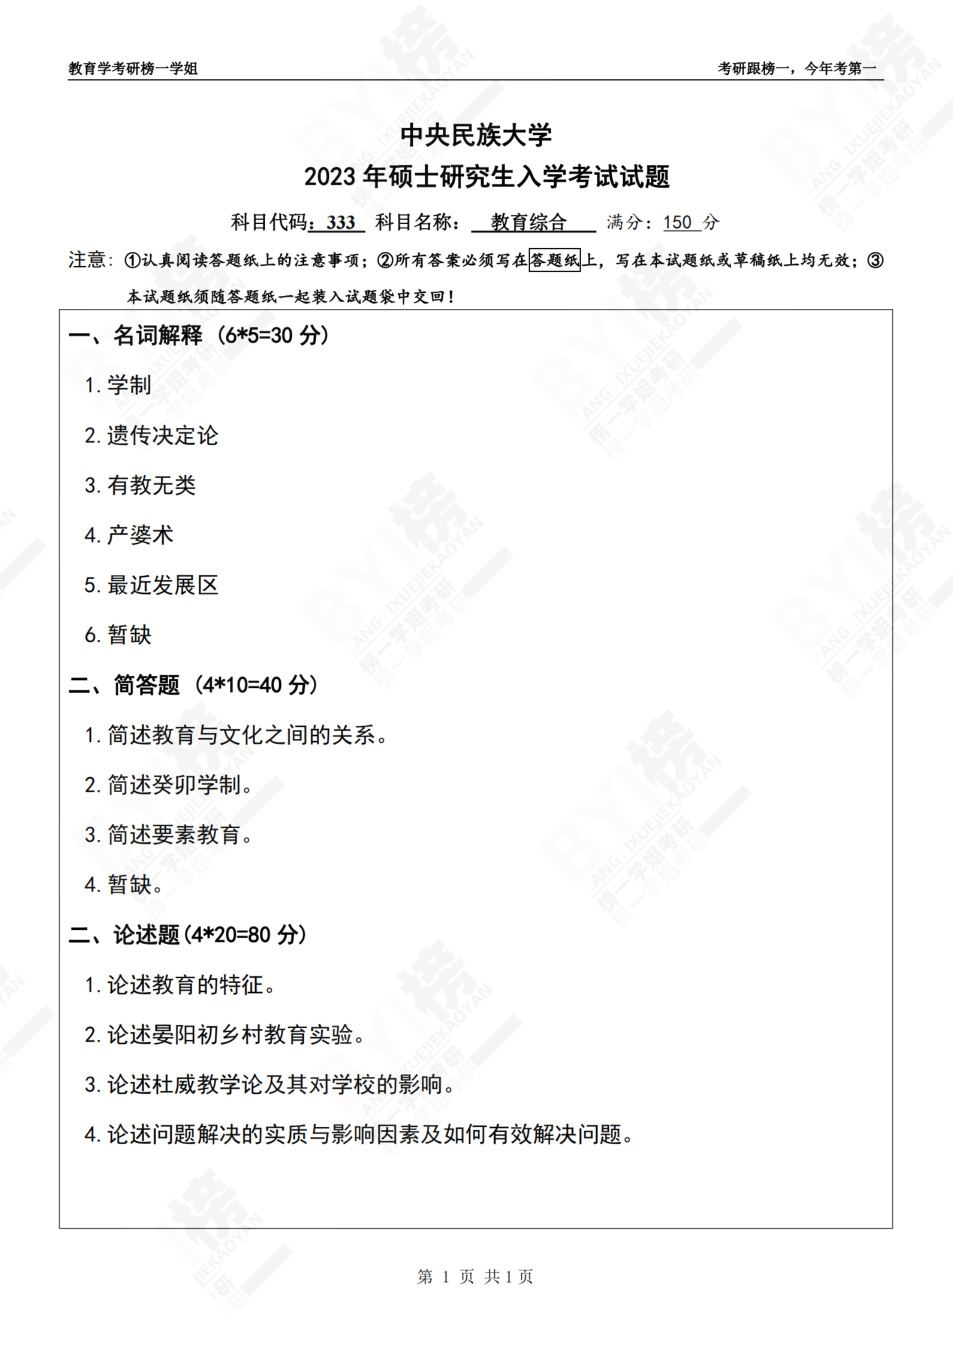 教育学考研榜一学姐 考研跟榜一，今年考第一
中央民族大学
2023 年硕士研究生入学考试试题
科目代码：333 科目名称： 教育综合 满分：150 分
注意：①认真阅读答题纸上的注意事项；②所有答案必须写在答题纸上，写在本试题纸或草稿纸上均无效；③
本试题纸须随答题纸一起装入试题袋中交回！
一、名词解释（6*5=30 分）
1.学制
2.遗传决定论
3.有教无类
4.产婆术
5.最近发展区
6.暂缺
二、简答题（4*10=40 分）
1.简述教育与文化之间的关系。
2.简述癸卯学制。
3.简述要素教育。
4.暂缺。
二、论述题(4*20=80 分)
1.论述教育的特征。
2.论述晏阳初乡村教育实验。
3.论述杜威教学论及其对学校的影响。
4.论述问题解决的实质与影响因素及如何有效解决问题。
第 1 页 共1页